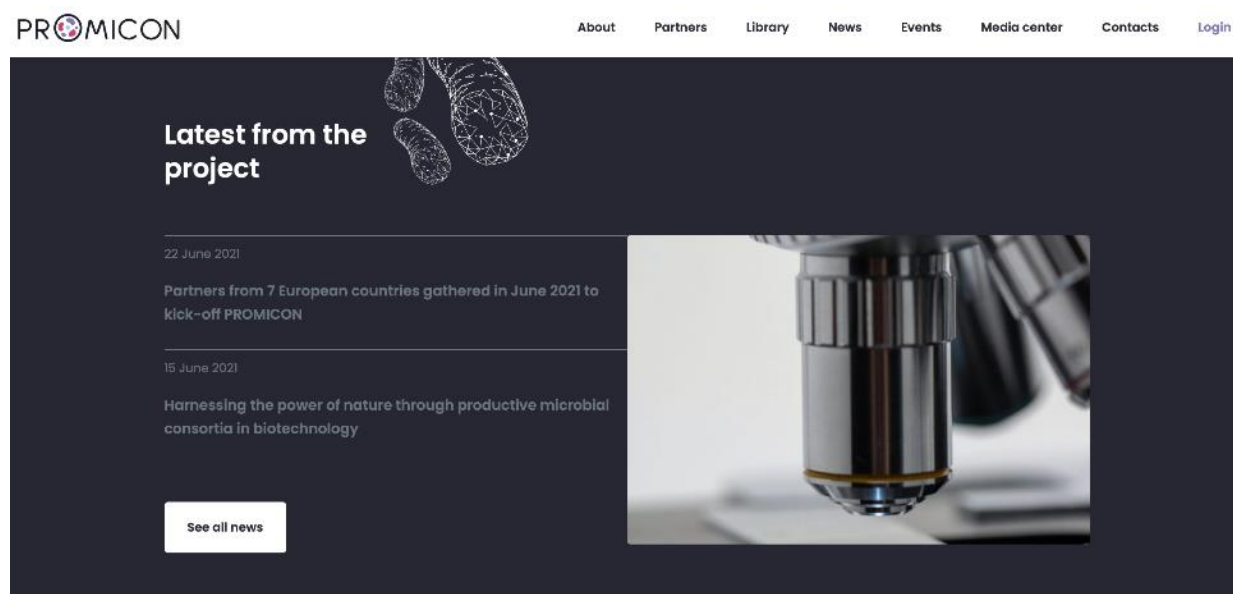 PROMICON
About Partners Library News Events Media center Contacts Login
Latest from the
project
22 June 2021
Partners from 7 European countries gathered in June 2021 to
kick-off PROMICON
15 June 2021
Harnessing the power of nature through productive microbial
consortia in biotechnology
See all news